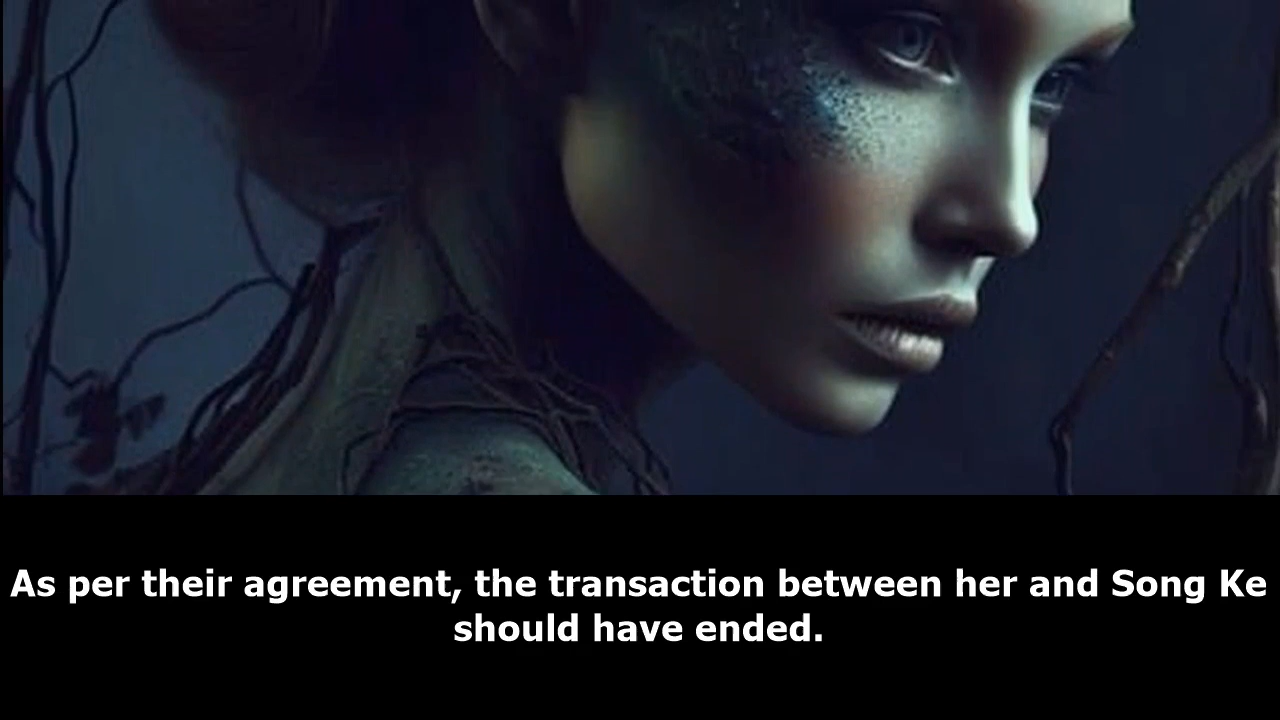 As per their agreement, the transaction between her and Song Ke
should have ended.